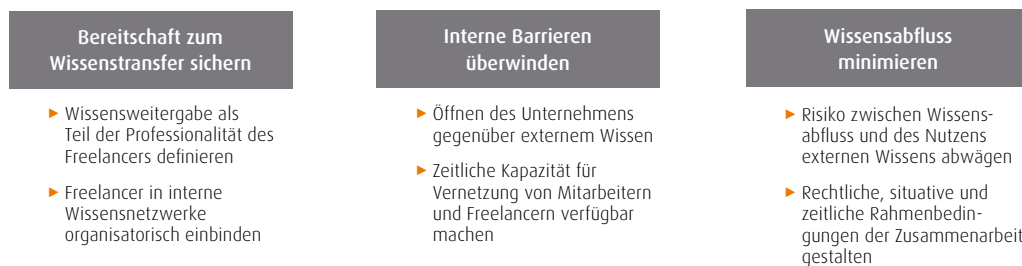 Bereitschaft zum
Wissenstransfer sichern
► Wissensweitergabe als
Teil der Professionalität des
Freelancers definieren
► Freelancer in interne
Wissensnetzwerke
organisatorisch einbinden
Interne Barrieren
überwinden
► Öffnen des Unternehmens
gegenüber externem Wissen
► Zeitliche Kapazität für
Vernetzung von Mitarbeitern
und Freelancern verfügbar
machen
Wissensabfluss
minimieren
► Risiko zwischen Wissens-
abfluss und des Nutzens
externen Wissens abwägen
► Rechtliche, situative und
zeitliche Rahmenbedin-
gungen der Zusammenarbeit
gestalten